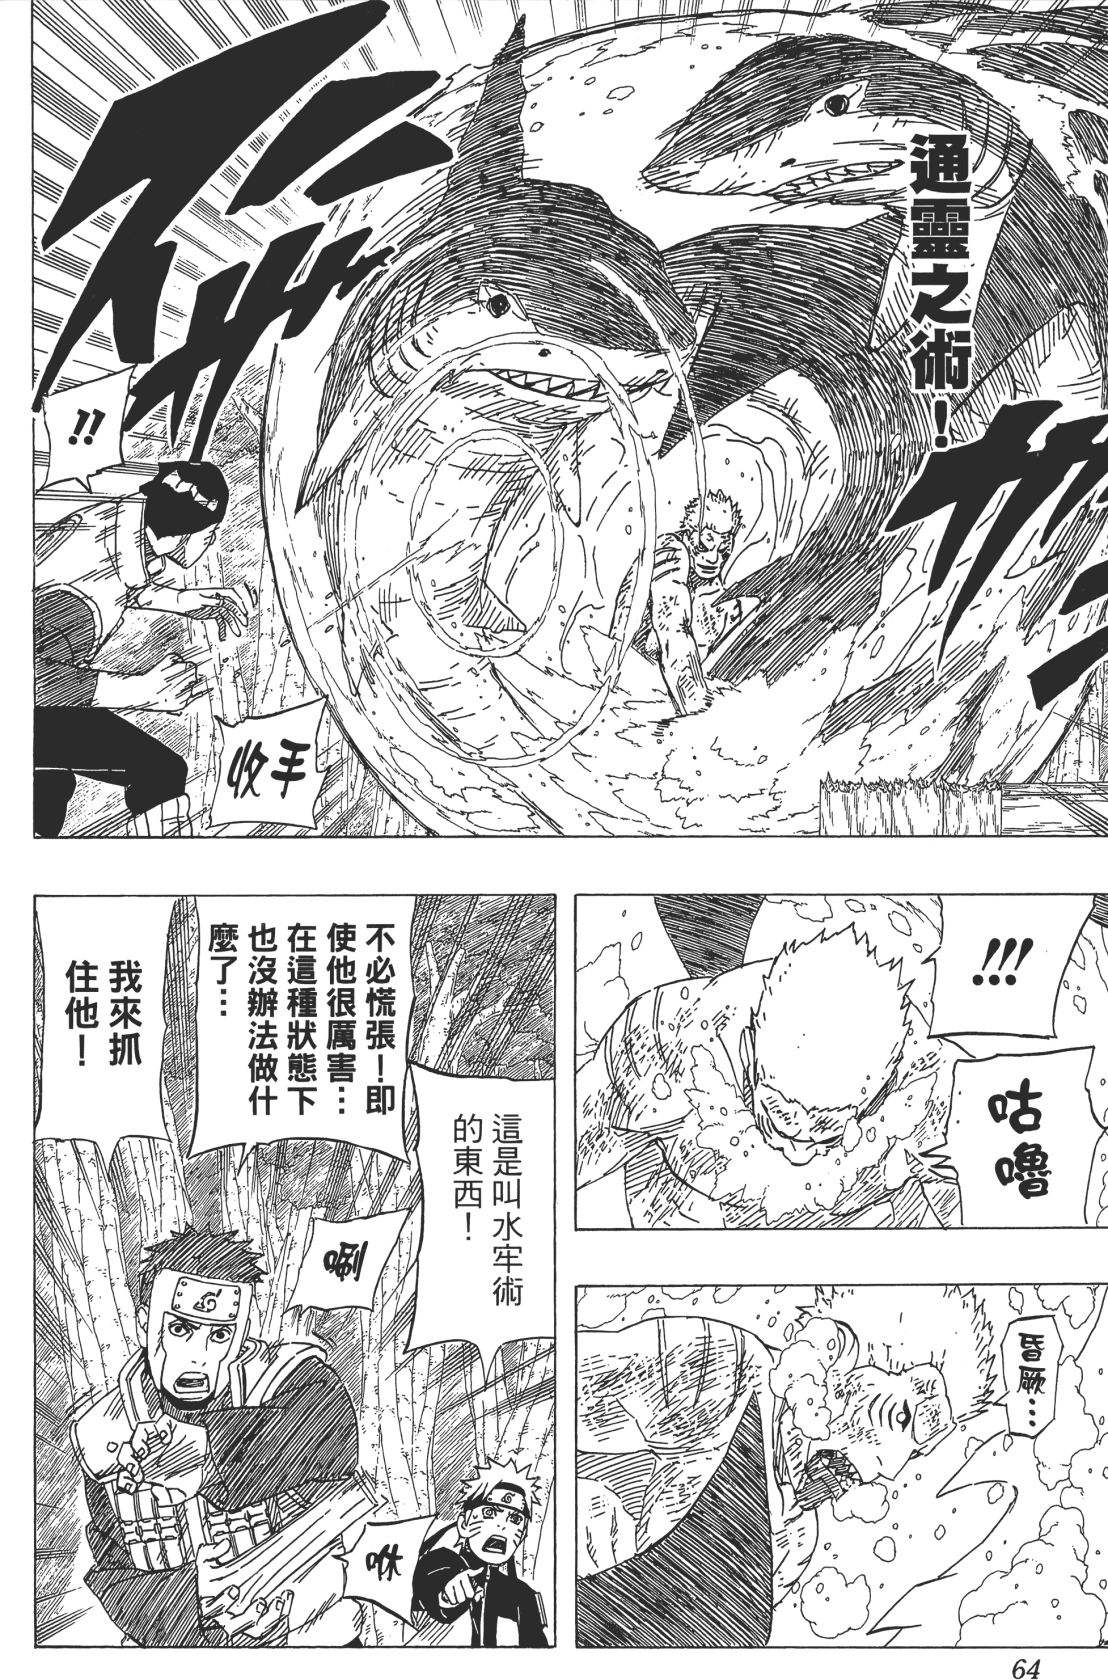 通靈之術！
!!
收手
!!!
咕嚕
昏厥…
這是叫水牢術
的東西！
不必慌張！即
使他很厲害…
在這種狀態下
也沒辦法做什
麼了…
我來抓
住他！
唰
咻
64